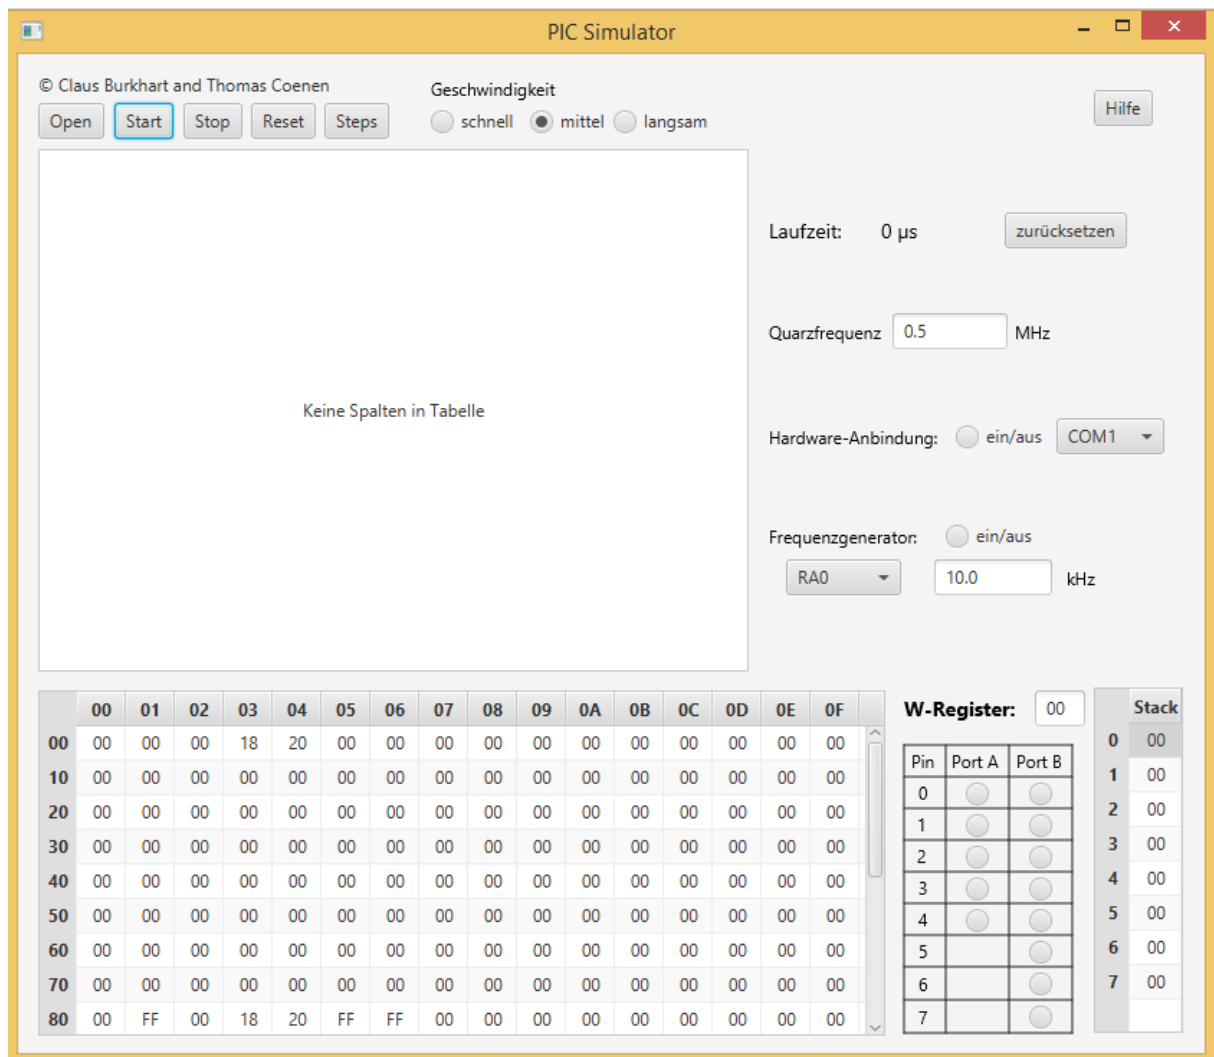 PIC Simulator
© Claus Burkhart and Thomas Coenen
Geschwindigkeit
Open Start Stop Reset Steps
schnell mittel langsam
Hilfe
Laufzeit: 0 µs zurücksetzen
Quarzfrequenz 0.5 MHz
Keine Spalten in Tabelle
Hardware-Anbindung: ein/aus COM1
Frequenzgenerator: ein/aus
RA0 10.0 kHz
00 01 02 03 04 05 06 07 08 09 0A 0B 0C 0D 0E 0F
00 00 00 00 18 20 00 00 00 00 00 00 00 00 00 00 00
10 00 00 00 00 00 00 00 00 00 00 00 00 00 00 00 00
20 00 00 00 00 00 00 00 00 00 00 00 00 00 00 00 00
30 00 00 00 00 00 00 00 00 00 00 00 00 00 00 00 00
40 00 00 00 00 00 00 00 00 00 00 00 00 00 00 00 00
50 00 00 00 00 00 00 00 00 00 00 00 00 00 00 00 00
60 00 00 00 00 00 00 00 00 00 00 00 00 00 00 00 00
70 00 00 00 00 00 00 00 00 00 00 00 00 00 00 00 00
80 00 FF 00 18 20 FF FF 00 00 00 00 00 00 00 00 00
W-Register: 00
Pin Port A Port B
0
1
2
3
4
5
6
7
Stack
0 00
1 00
2 00
3 00
4 00
5 00
6 00
7 00